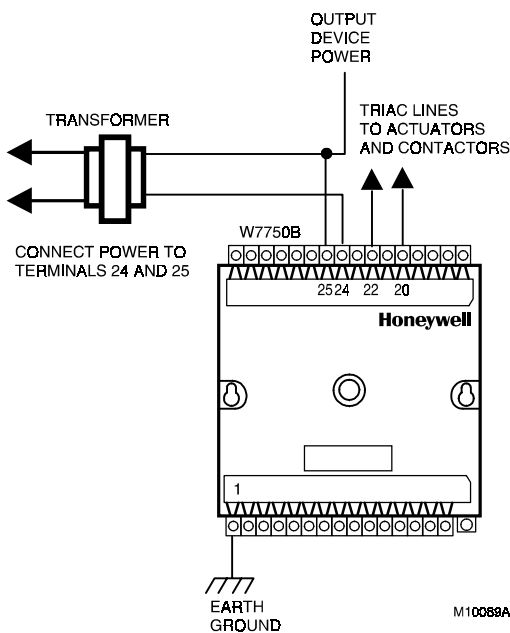 OUTPUT
DEVICE
POWER
TRANSFORMER
TRIAC LINES
TO ACTUATORS
AND CONTACTORS
W7750B
CONNECT POWER TO
TERMINALS 24 AND 25
25 24 22 20
Honeywell
1
EARTH
GROUND
M10089A